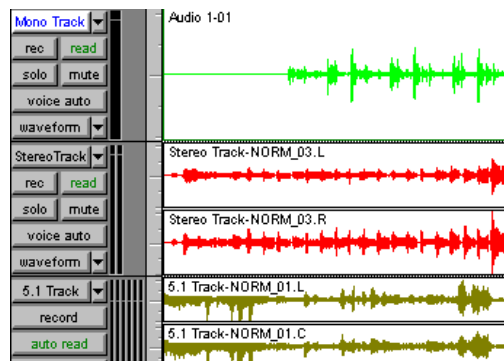 Mono Track
Audio 1-01
rec read
solo mute
voice auto
waveform
StereoTrack
Stereo Track-NORM_03.L
rec read
solo mute
Stereo Track-NORM_03.R
voice auto
waveform
5.1 Track
5.1 Track-NORM_01.L
record
5.1 Track-NORM_01.C
auto read